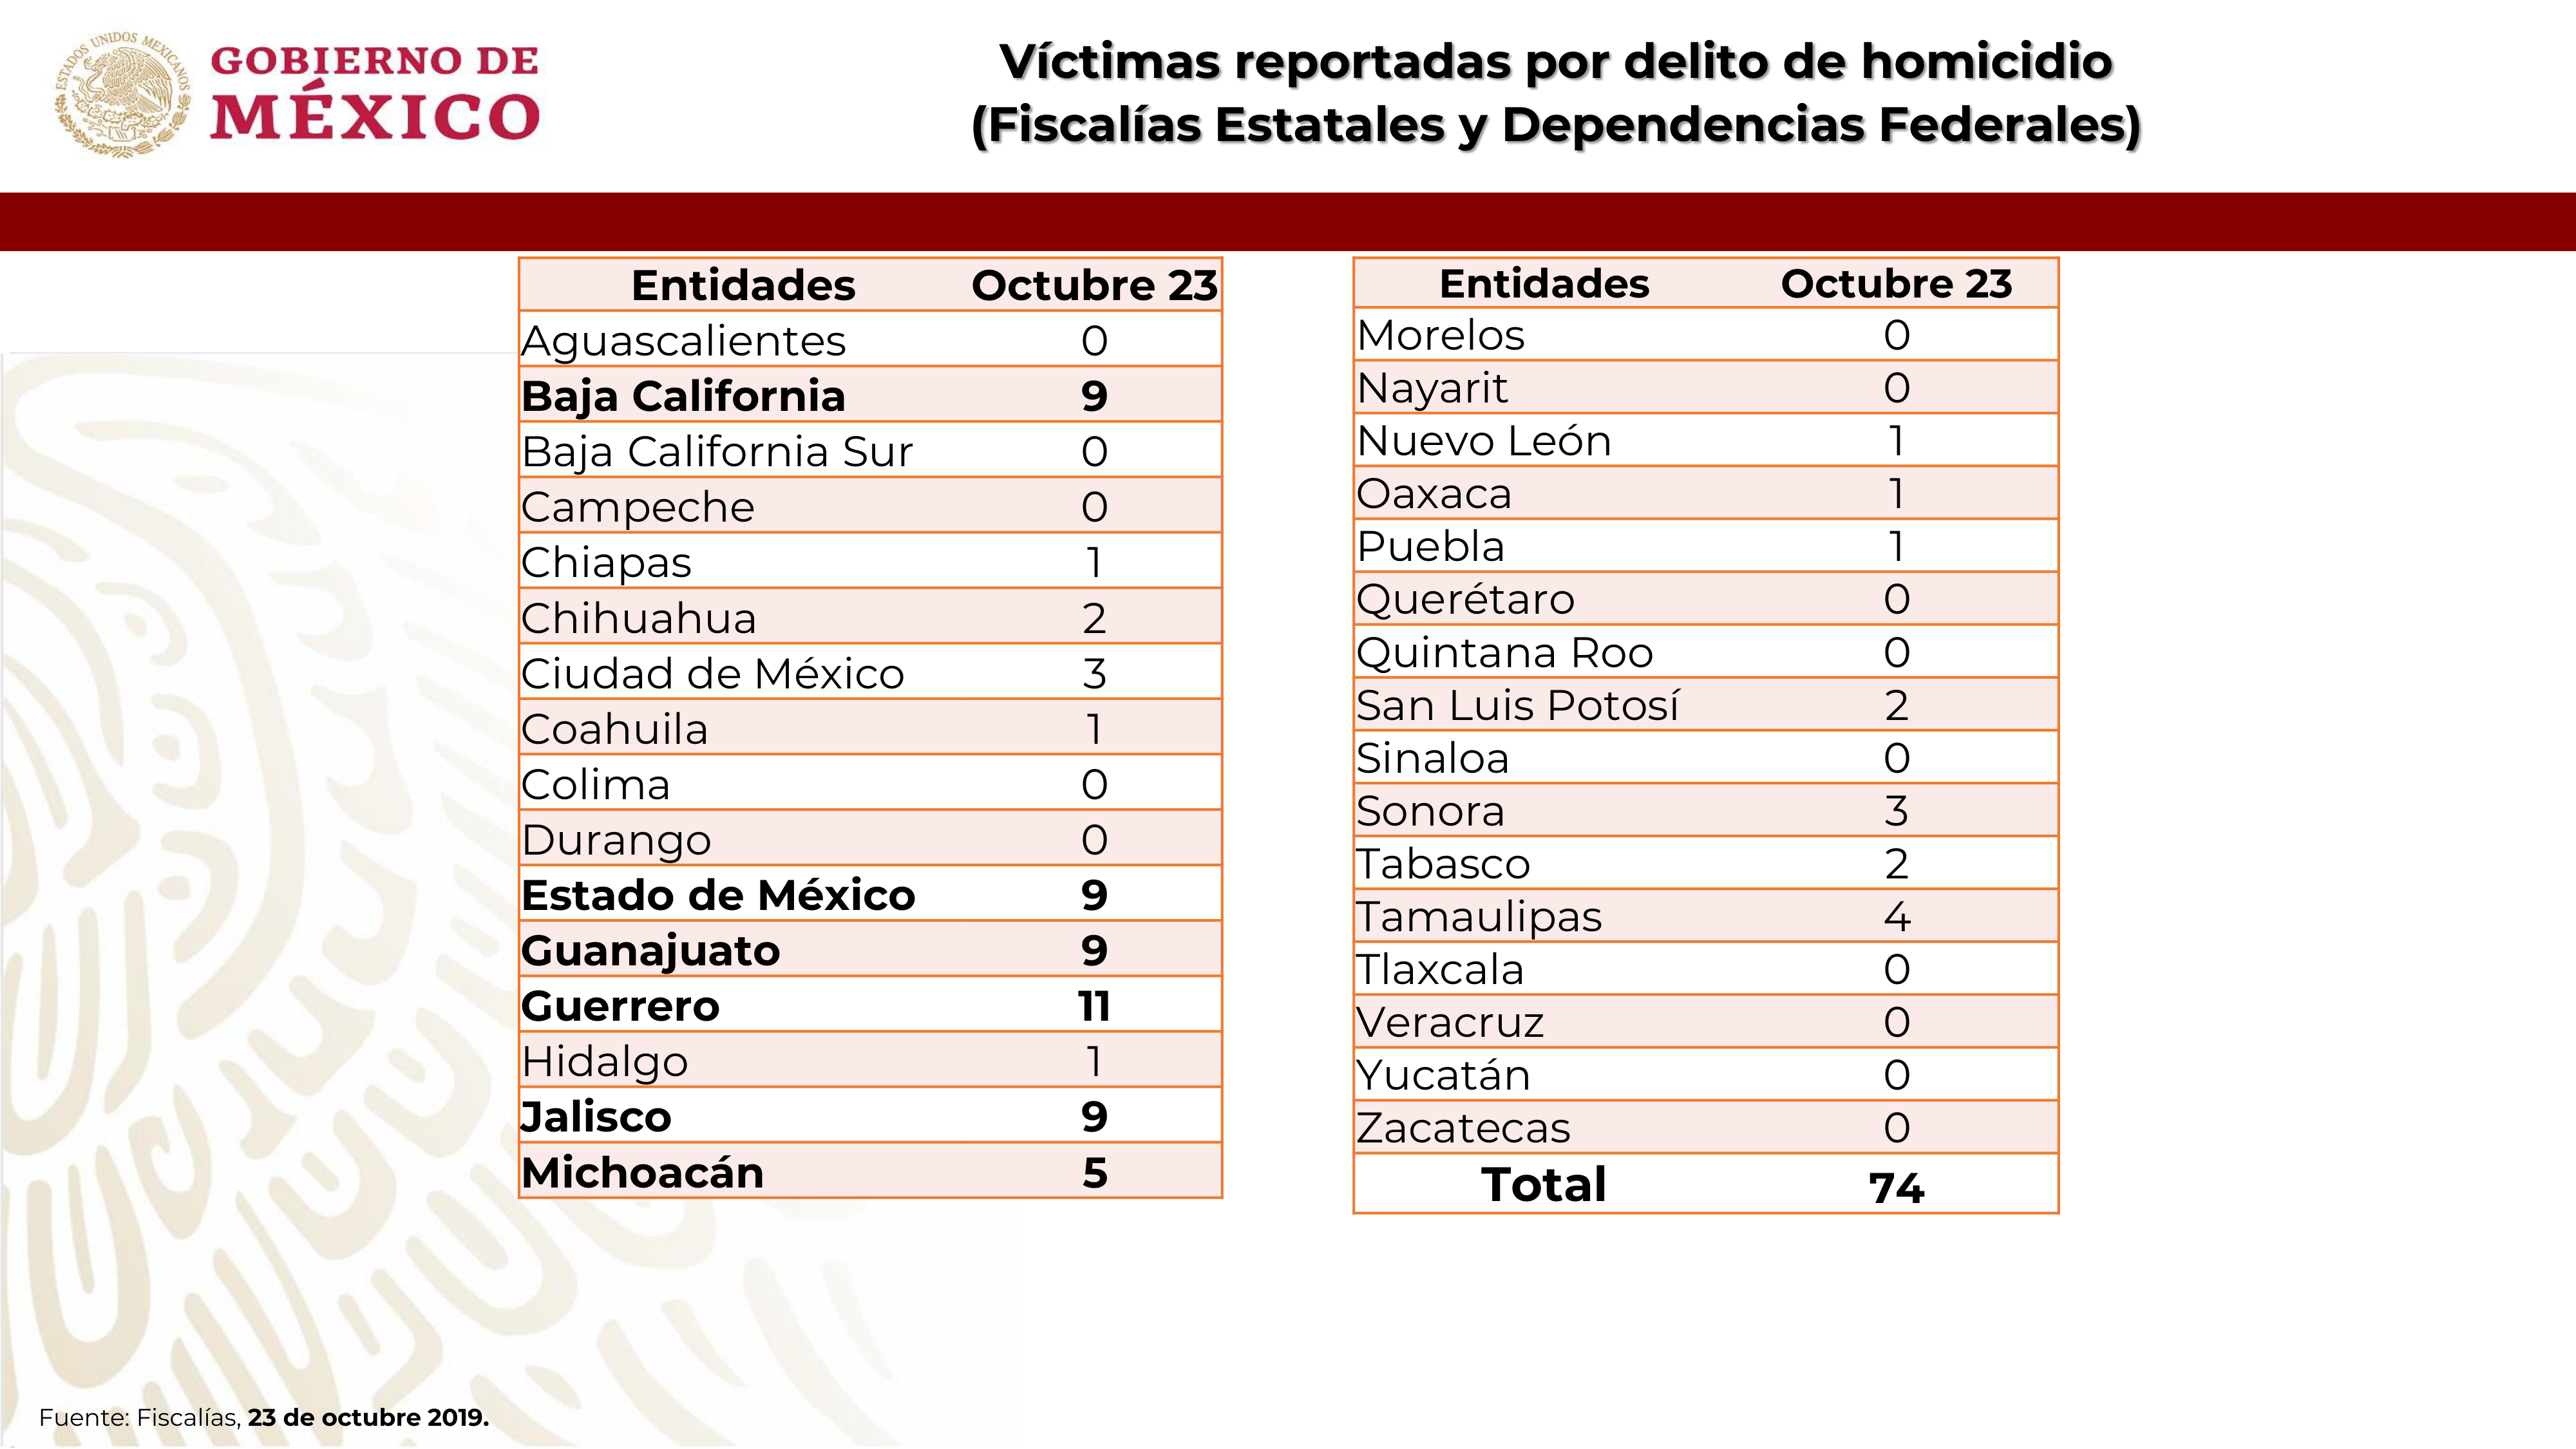 ESTADOS UNIDOS MEXICANOS
GOBIERNO DE
MÉXICO
Víctimas reportadas por delito de homicidio
(Fiscalías Estatales y Dependencias Federales)
Entidades Octubre 23
Aguascalientes 0
Baja California 9
Baja California Sur 0
Campeche 0
Chiapas 1
Chihuahua 2
Ciudad de México 3
Coahuila 1
Colima 0
Durango 0
Estado de México 9
Guanajuato 9
Guerrero 11
Hidalgo 1
Jalisco 9
Michoacán 5
Entidades Octubre 23
Morelos 0
Nayarit 0
Nuevo León 1
Oaxaca 1
Puebla 1
Querétaro 0
Quintana Roo 0
San Luis Potosí 2
Sinaloa 0
Sonora 3
Tabasco 2
Tamaulipas 4
Tlaxcala 0
Veracruz 0
Yucatán 0
Zacatecas 0
Total 74
Fuente: Fiscalías, 23 de octubre 2019.